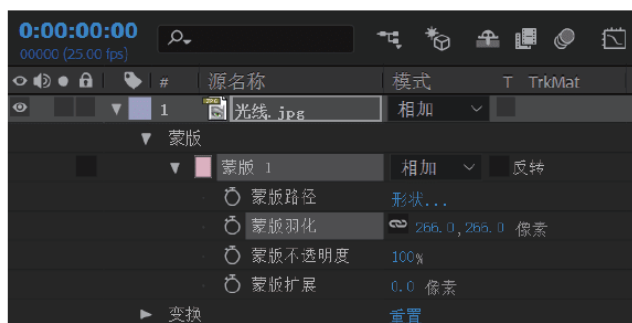 0:00:00:00
00000 (25.00 fps)
# 源名称 模式 T TrkMat
1 光线.jpg 相加
蒙版
蒙版 1 相加 反转
蒙版路径 形状...
蒙版羽化 266.0,266.0 像素
蒙版不透明度 100%
蒙版扩展 0.0 像素
变换 重置